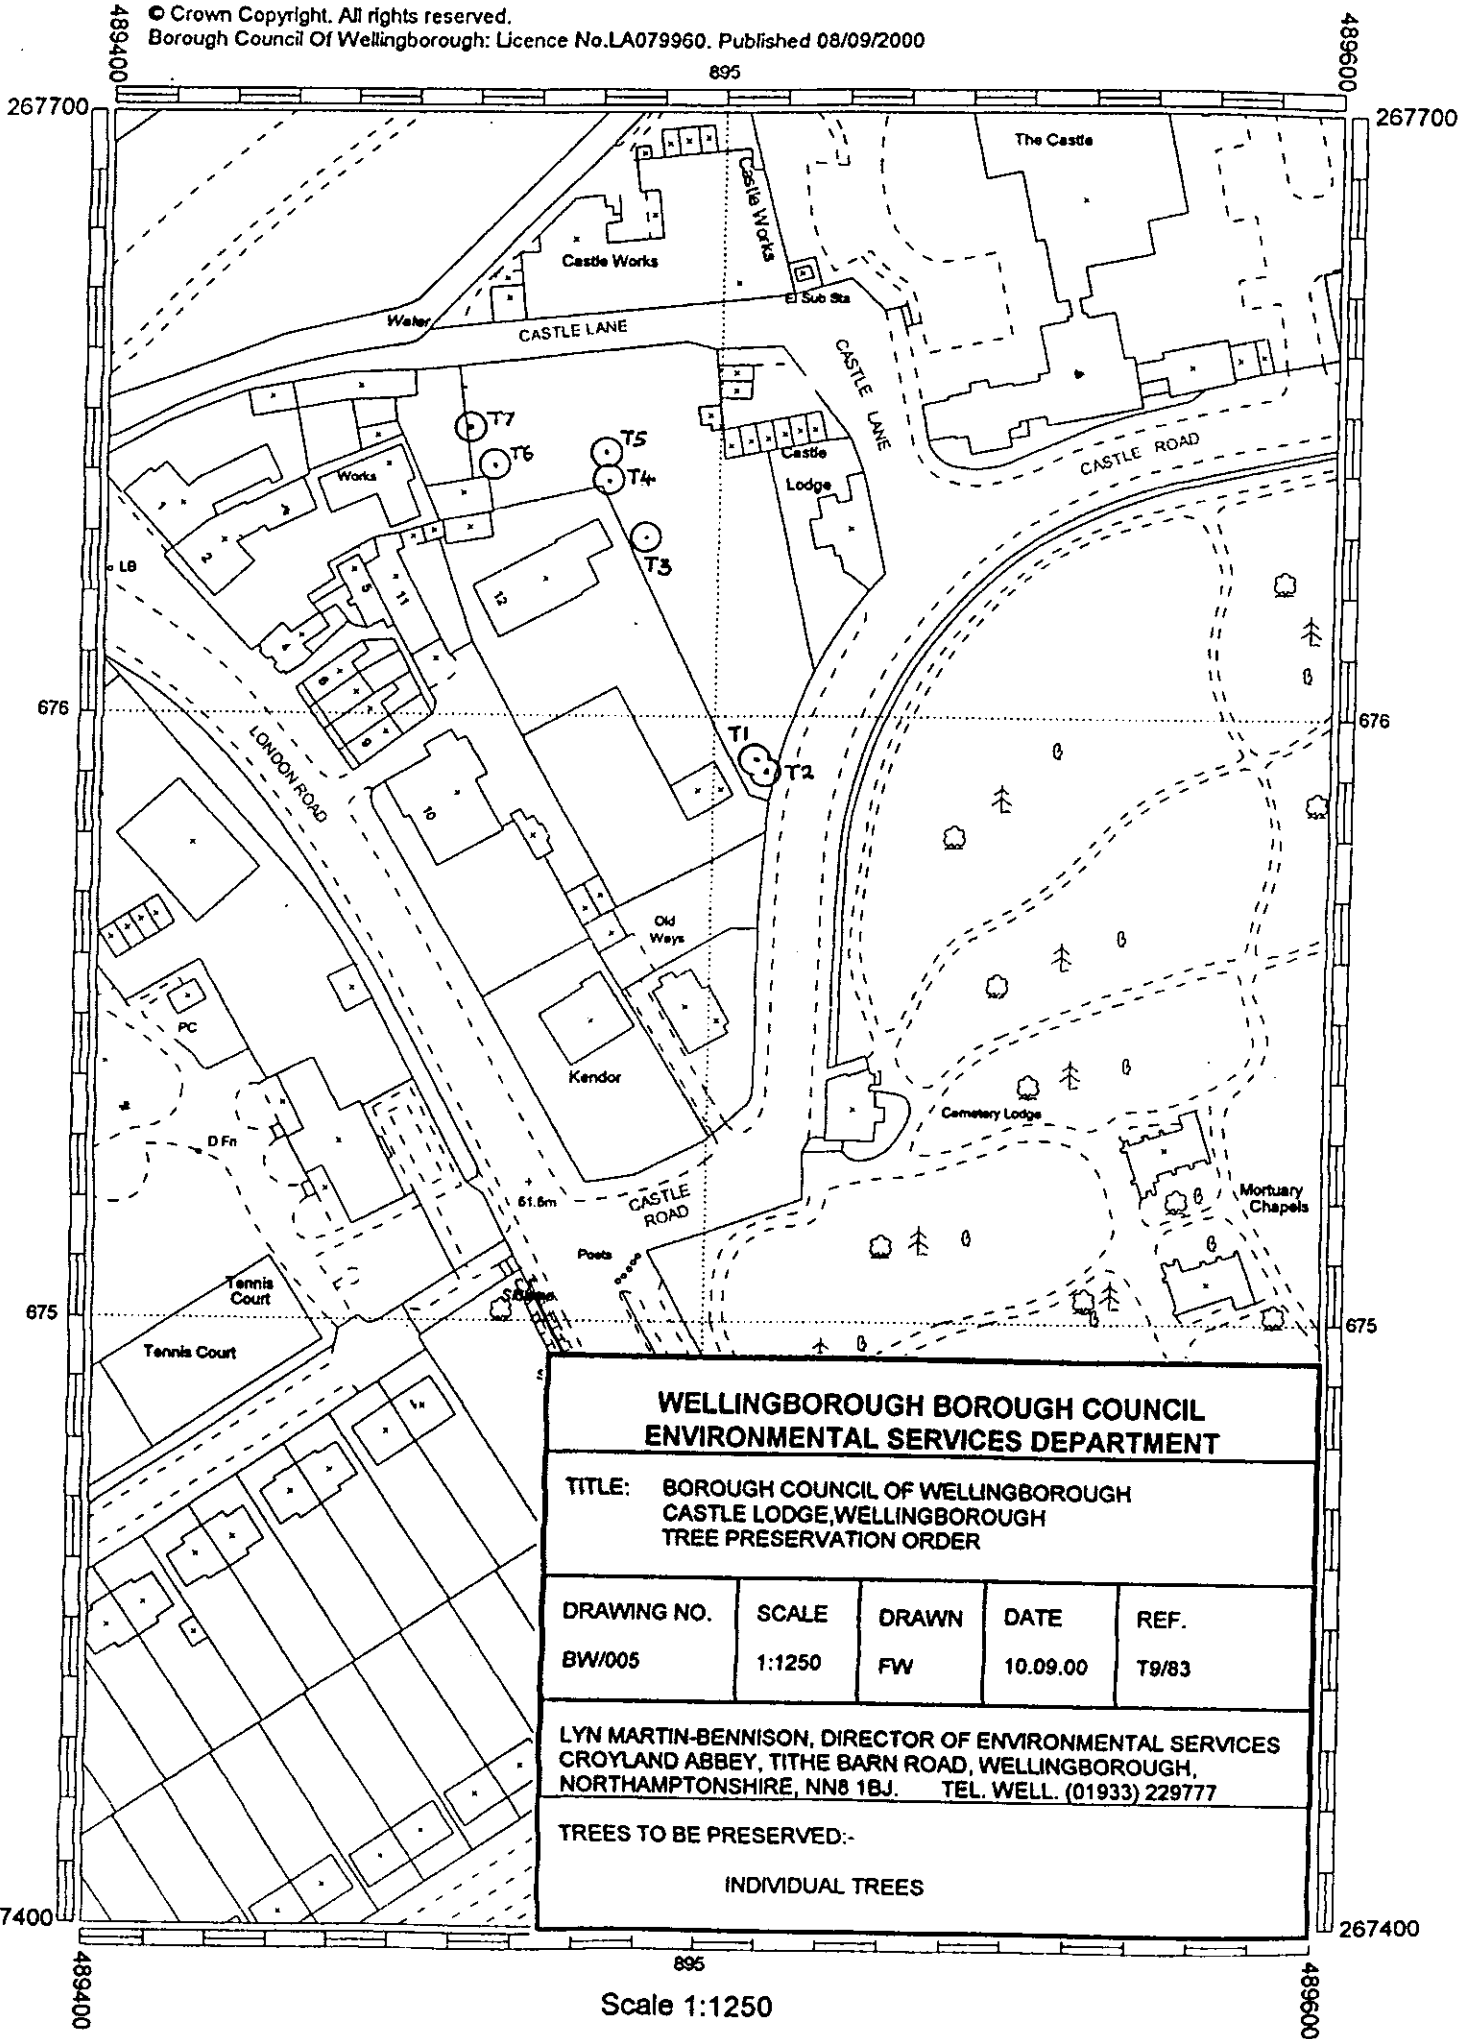 © Crown Copyright. All rights reserved.
Borough Council Of Wellingborough: Licence No.LA079960. Published 08/09/2000
489400
895
489600
267700
267700
The Castle
Castle Works
Castle Works
El Sub Sta
Water
CASTLE LANE
CASTLE LANE
CASTLE ROAD
T7
T6
T5
T4
T3
Works
Castle
Lodge
1
2
LB
5
11
12
4
8
9
676
676
T1
T2
LONDON ROAD
10
Old
Ways
PC
Kendor
Cemetery Lodge
D Fn
61.6m
CASTLE
ROAD
Mortuary
Chapels
Posts
Tennis
Court
675
675
Tennis Court
WELLINGBOROUGH BOROUGH COUNCIL
ENVIRONMENTAL SERVICES DEPARTMENT
TITLE: BOROUGH COUNCIL OF WELLINGBOROUGH
CASTLE LODGE,WELLINGBOROUGH
TREE PRESERVATION ORDER
DRAWING NO. SCALE DRAWN DATE REF.
BW/005 1:1250 FW 10.09.00 T9/83
LYN MARTIN-BENNISON, DIRECTOR OF ENVIRONMENTAL SERVICES
CROYLAND ABBEY, TITHE BARN ROAD, WELLINGBOROUGH,
NORTHAMPTONSHIRE, NN8 1BJ. TEL. WELL. (01933) 229777
TREES TO BE PRESERVED:-
INDIVIDUAL TREES
7400
267400
489400
895
489600
Scale 1:1250